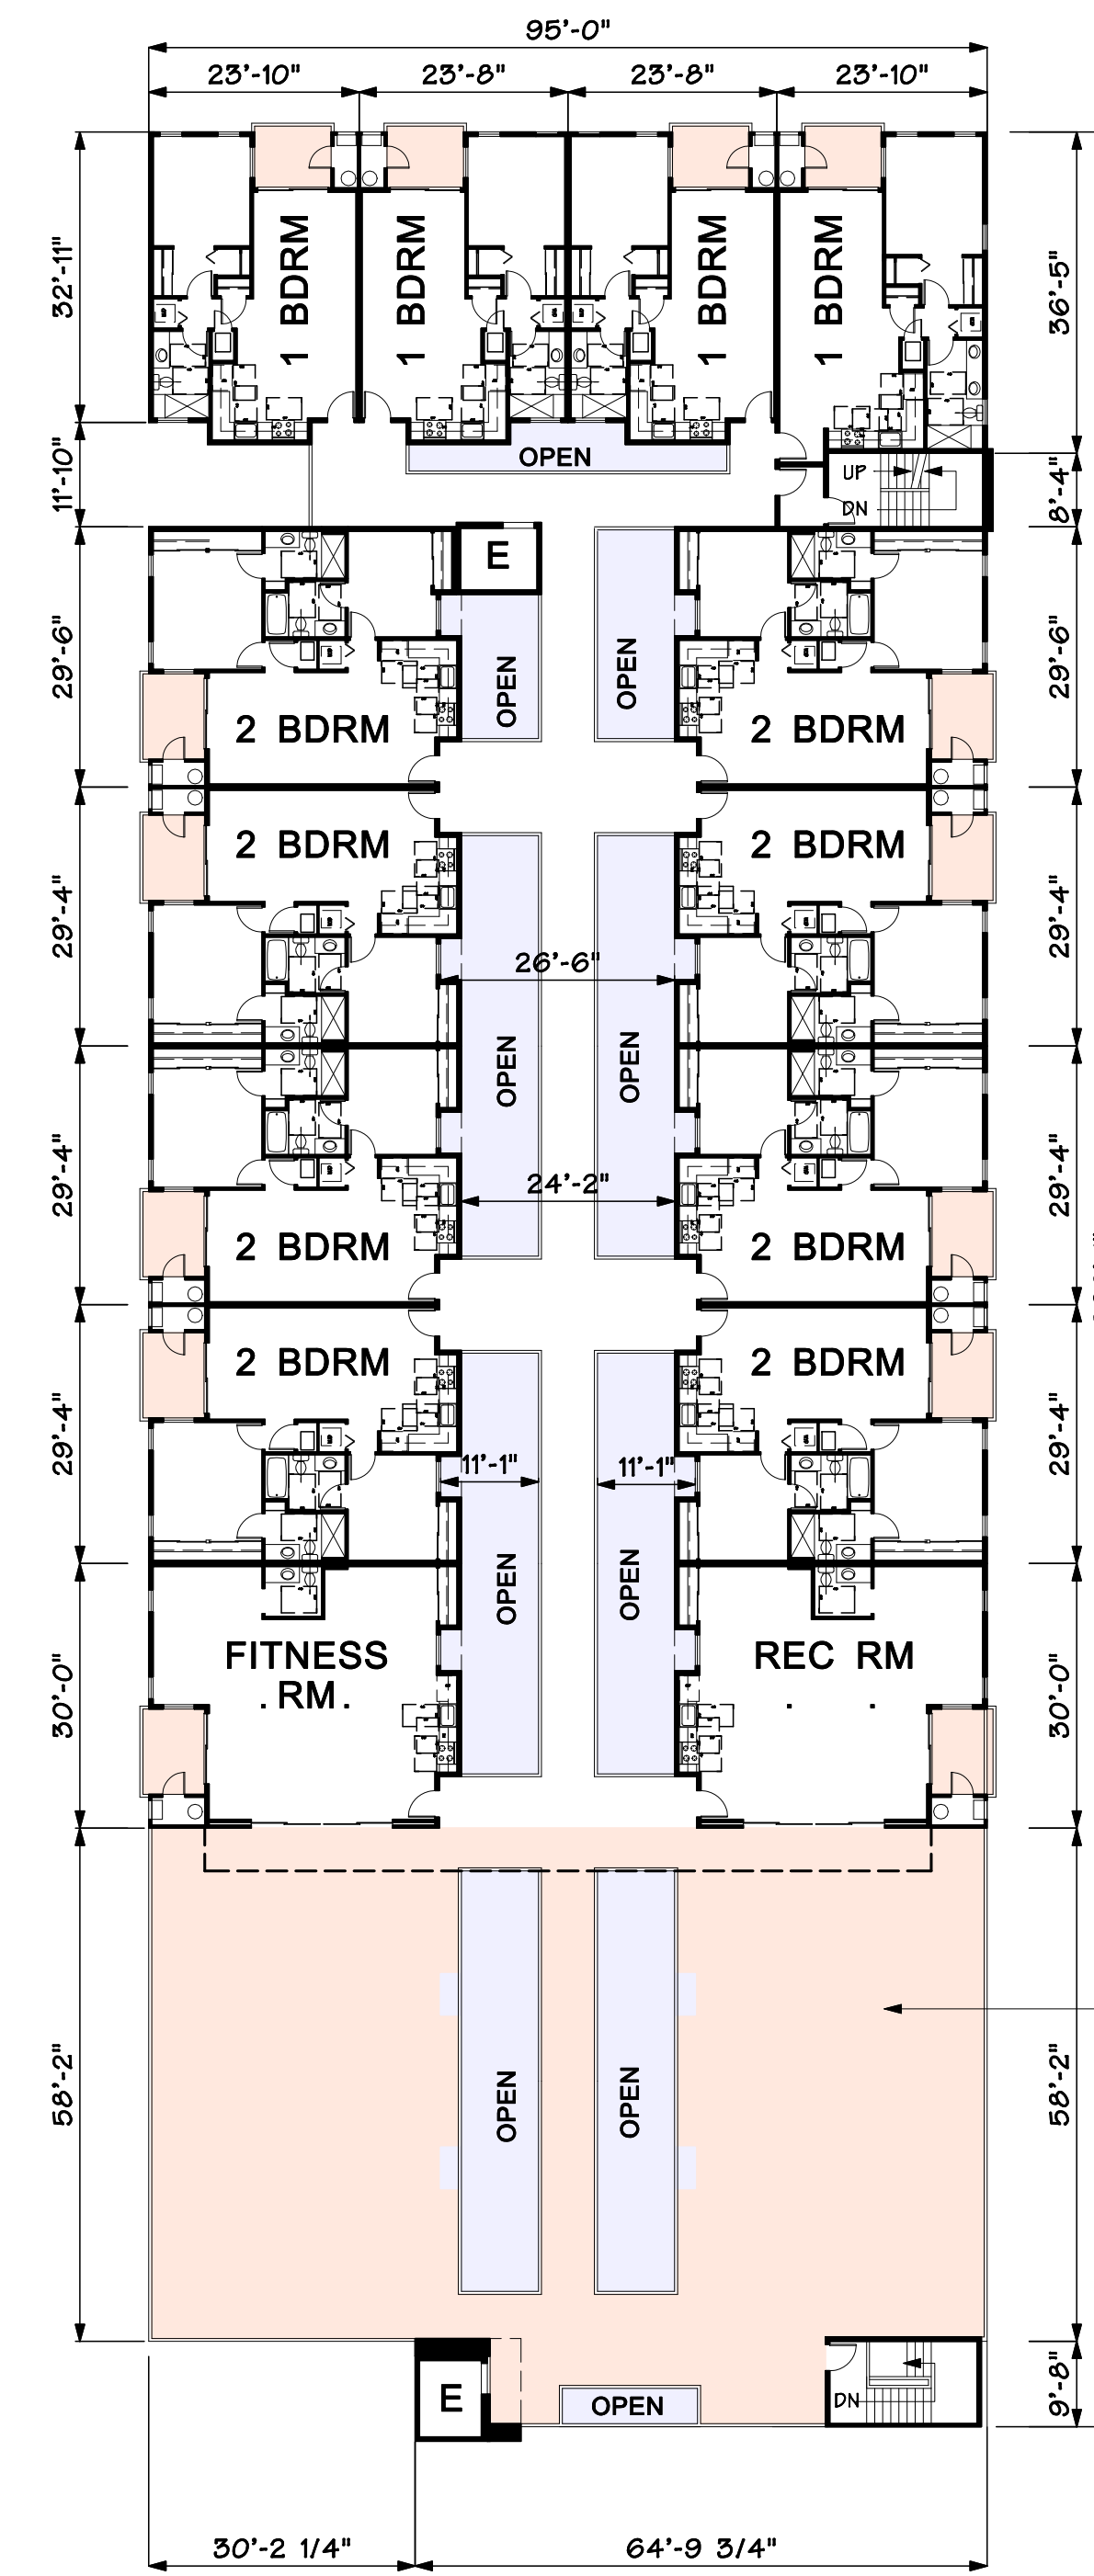 95'-0"
23'-10" 23'-8" 23'-8" 23'-10"
32'-11"
1 BDRM
1 BDRM
1 BDRM
1 BDRM
36'-5"
OPEN
11'-10"
UP
DN
8'-4"
E
29'-6"
OPEN
OPEN
29'-6"
2 BDRM
2 BDRM
2 BDRM
2 BDRM
29'-4"
29'-4"
26'-6"
OPEN
OPEN
29'-4"
29'-4"
24'-2"
2 BDRM
2 BDRM
2 BDRM
2 BDRM
29'-4"
29'-4"
11'-1"
11'-1"
OPEN
OPEN
FITNESS
. RM .
REC RM
30'-0"
30'-0"
58'-2"
OPEN
OPEN
58'-2"
E
OPEN
DN
9'-8"
30'-2 1/4"
64'-9 3/4"